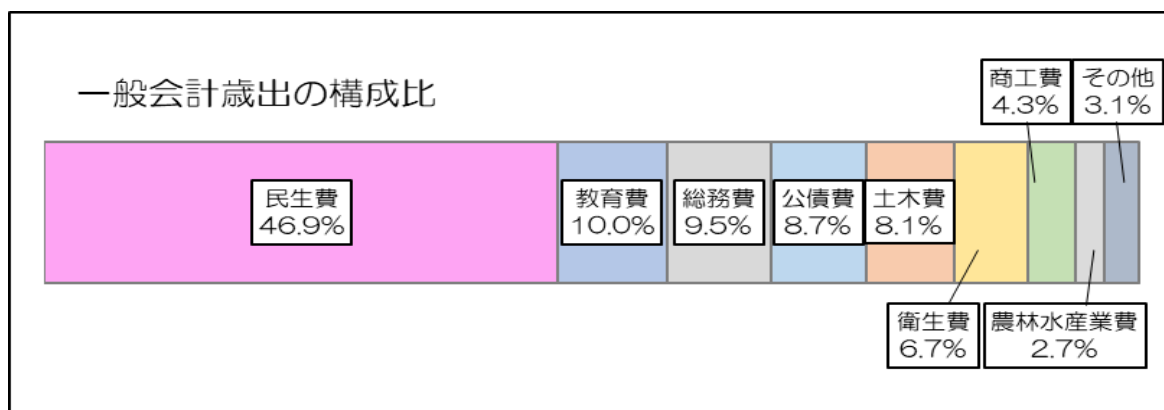 一般会計歳出の構成比
商工費
4.3%
その他
3.1%
民生費
46.9%
教育費
10.0%
総務費
9.5%
公債費
8.7%
土木費
8.1%
衛生費
6.7%
農林水産業費
2.7%